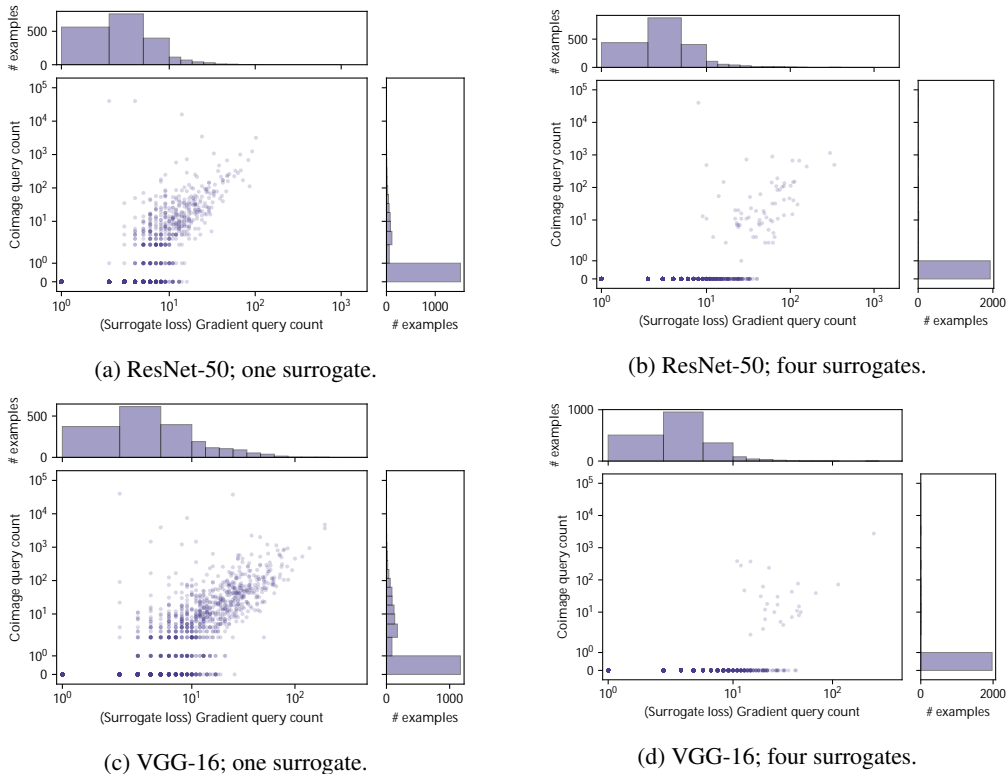 # examples
500
0
Coimage query count
10^5
10^4
10^3
10^2
10^1
10^0
0
10^0 10^1 10^2 10^3
(Surrogate loss) Gradient query count
0 1000
# examples
(a) ResNet-50; one surrogate.
# examples
500
0
Coimage query count
10^5
10^4
10^3
10^2
10^1
10^0
0
10^0 10^1 10^2 10^3
(Surrogate loss) Gradient query count
0 2000
# examples
(b) ResNet-50; four surrogates.
# examples
500
0
Coimage query count
10^5
10^4
10^3
10^2
10^1
10^0
0
10^0 10^1 10^2
(Surrogate loss) Gradient query count
0 1000
# examples
(c) VGG-16; one surrogate.
# examples
1000
0
Coimage query count
10^5
10^4
10^3
10^2
10^1
10^0
0
10^0 10^1 10^2
(Surrogate loss) Gradient query count
0 2000
# examples
(d) VGG-16; four surrogates.